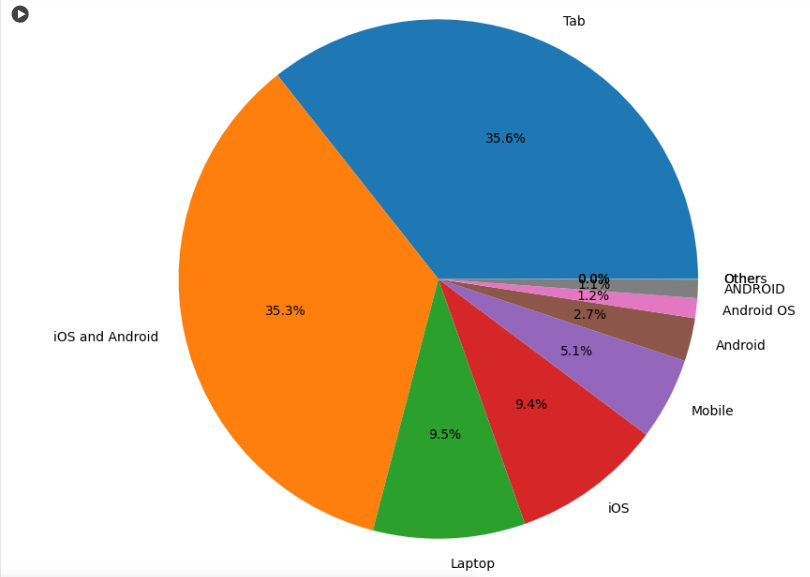 Tab
35.6%
0.0%
Others
1.1%
ANDROID
1.2%
Android OS
35.3%
2.7%
iOS and Android
Android
5.1%
9.4%
Mobile
9.5%
iOS
Laptop